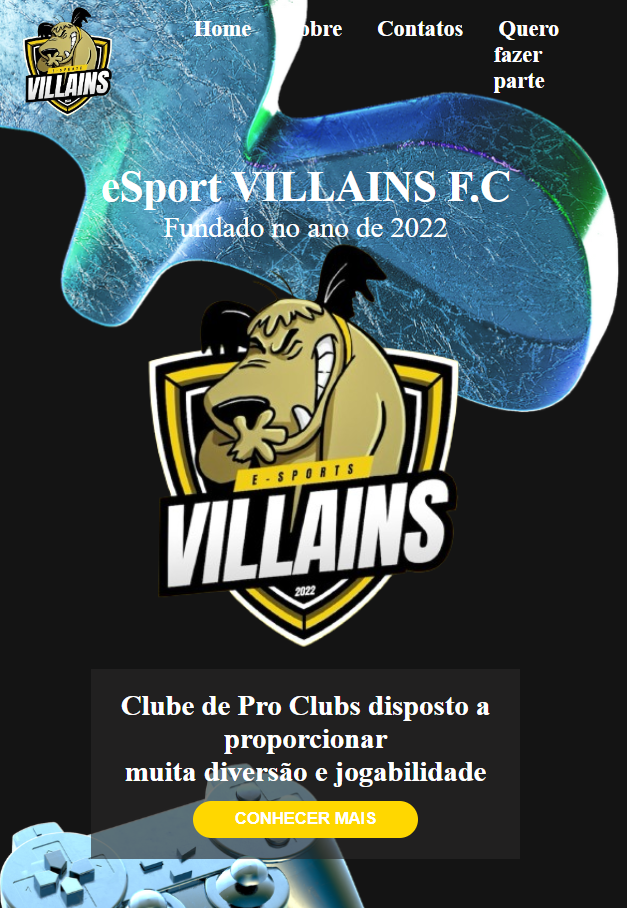 Home Sobre Contatos Quero
fazer
parte
VILLAINS
eSport VILLAINS F.C
Fundado no ano de 2022
E-SPORTS
VILLAINS
2022
Clube de Pro Clubs disposto a
proporcionar
muita diversão e jogabilidade
CONHECER MAIS